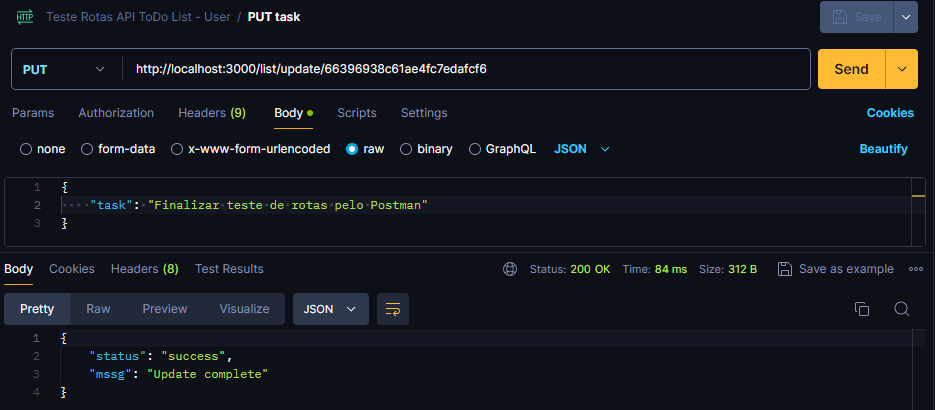 HTTP Teste Rotas API ToDo List - User / PUT task Save
PUT http://localhost:3000/list/update/66396938c61ae4fc7edafcf6 Send
Params Authorization Headers (9) Body Scripts Settings Cookies
none form-data x-www-form-urlencoded raw binary GraphQL JSON Beautify
1 {
2 "task": "Finalizar teste de rotas pelo Postman"
3 }
Body Cookies Headers (8) Test Results Status: 200 OK Time: 84 ms Size: 312 B Save as example
Pretty Raw Preview Visualize JSON
1 {
2 "status": "success",
3 "mssg": "Update complete"
4 }